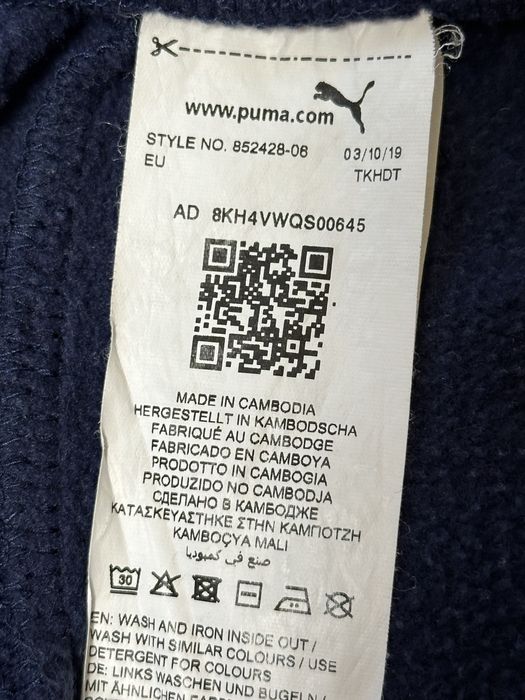 www.puma.com
STYLE NO. 852428-06 03/10/19
EU TKHDT
AD 8KH4VWQS00645
MADE IN CAMBODIA
HERGESTELLT IN KAMBODSCHA
FABRIQUÉ AU CAMBODGE
FABRICADO EN CAMBOYA
PRODOTTO IN CAMBOGIA
PRODUZIDO NO CAMBODJA
СДЕЛАНО В КАМБОДЖЕ
ΚΑΤΑΣΚΕΥΑΣΤΗΚΕ ΣΤΗΝ ΚΑΜΠΟΤΖΗ
KAMBOÇYA MALI
صنع في كمبوديا
30
EN: WASH AND IRON INSIDE OUT /
WASH WITH SIMILAR COLOURS / USE
DETERGENT FOR COLOURS
DE: LINKS WASCHEN UND BUGELN /
MIT ÄHNLICHEN